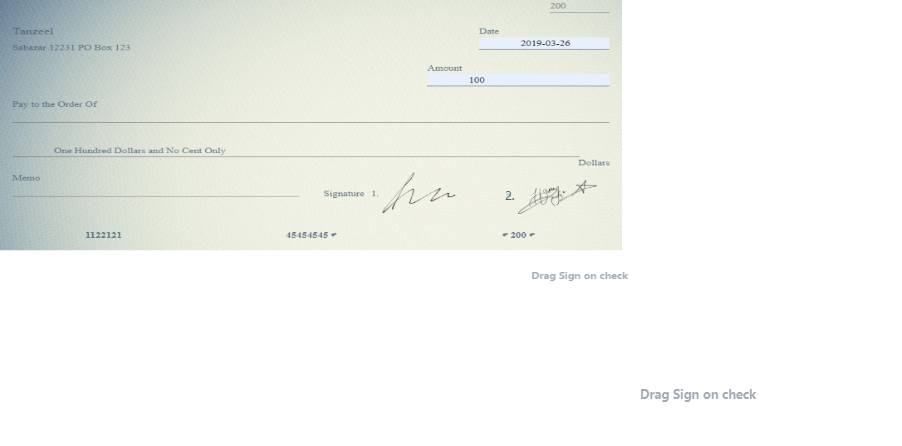 200
Tanzeel
Date
Sabazar 12231 PO Box 123
2019-03-26
Amount
100
Pay to the Order Of
One Hundred Dollars and No Cent Only
Dollars
Memo
Signature 1.
2.
1122121 45454545 200
Drag Sign on check
Drag Sign on check